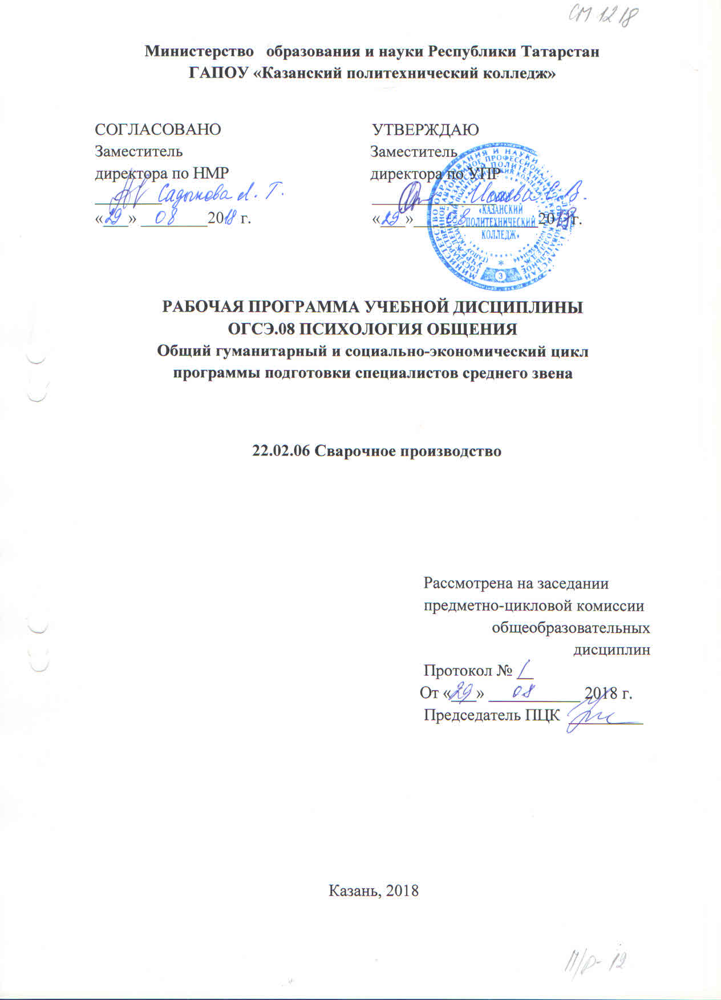 СМ 1218
Министерство образования и науки Республики Татарстан
ГАПОУ «Казанский политехнический колледж»
СОГЛАСОВАНО УТВЕРЖДАЮ
Заместитель Заместитель
директора по НМР директора по УПР
Садыкова Л. Т.
«29» 08 2018 г. «29» 08 2018 г.
«КАЗАНСКИЙ
ПОЛИТЕХНИЧЕСКИЙ
КОЛЛЕДЖ»
3
РАБОЧАЯ ПРОГРАММА УЧЕБНОЙ ДИСЦИПЛИНЫ
ОГСЭ.08 ПСИХОЛОГИЯ ОБЩЕНИЯ
Общий гуманитарный и социально-экономический цикл
программы подготовки специалистов среднего звена
22.02.06 Сварочное производство
Рассмотрена на заседании
предметно-цикловой комиссии
общеобразовательных
дисциплин
Протокол № 1
От «29» 08 2018 г.
Председатель ПЦК
Казань, 2018
П/р- 12